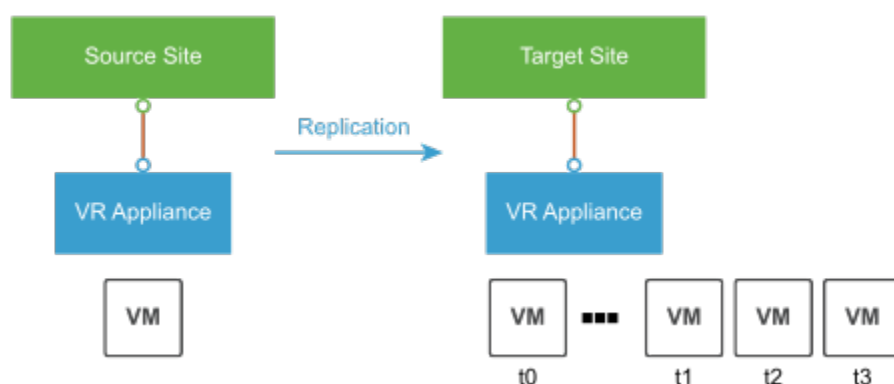 Source Site
Target Site
Replication
VR Appliance
VR Appliance
VM
VM
VM
VM
VM
t0
t1
t2
t3